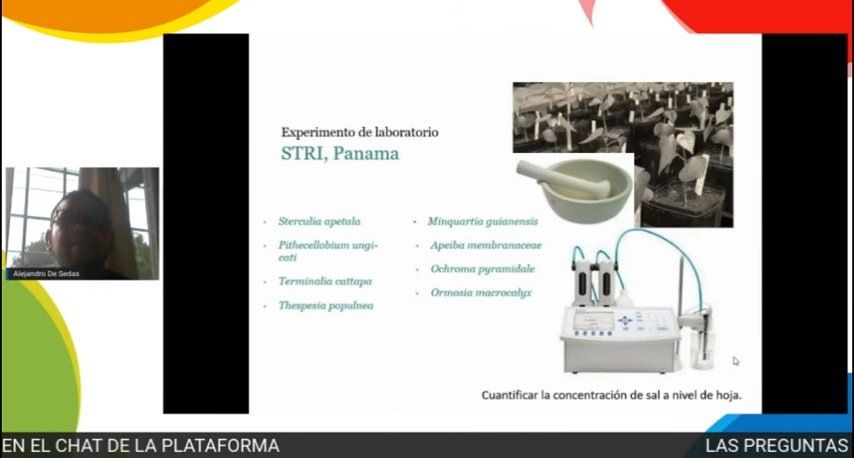 Experimento de laboratorio
STRI, Panama
Sterculia apetala
Pithecellobium ungi-
cati
Terminalia cattapa
Thespesia populnea
Minquartia guianensis
Apeiba membranaceae
Ochroma pyramidale
Ormosia macrocalyx
Cuantificar la concentración de sal a nivel de hoja.
Alejandro De Sedas
EN EL CHAT DE LA PLATAFORMA
LAS PREGUNTAS